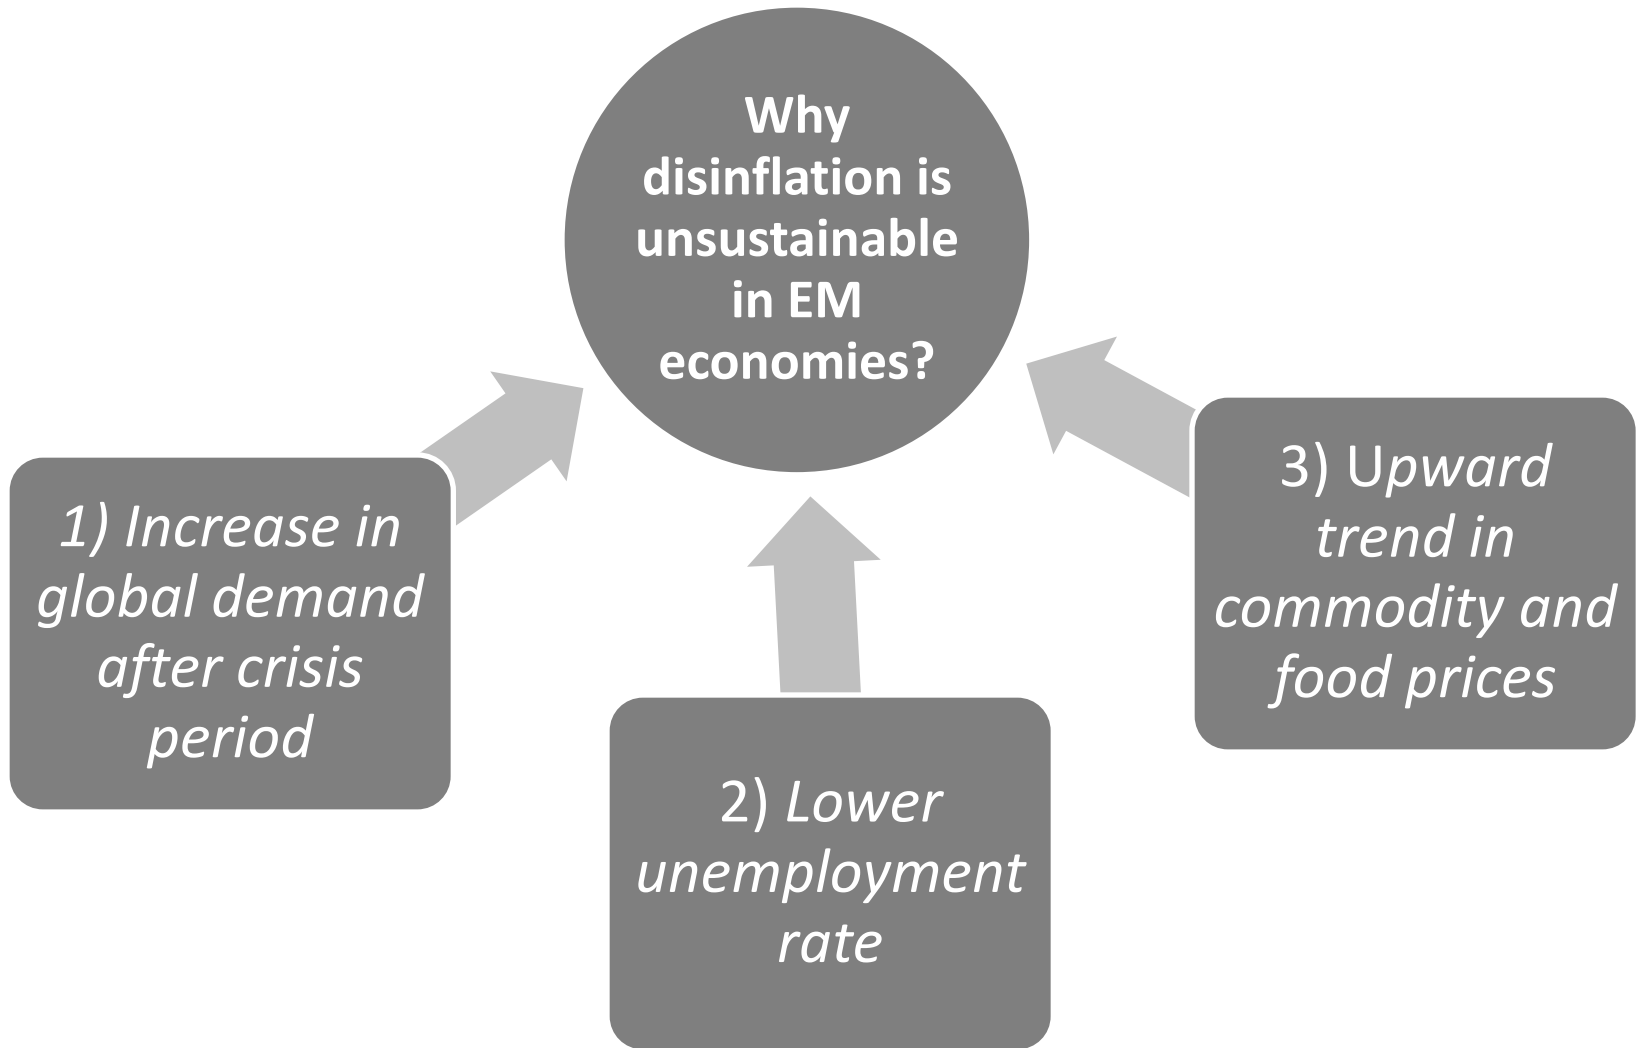 Why
disinflation is
unsustainable
in EM
economies?
1) Increase in
global demand
after crisis
period
2) Lower
unemployment
rate
3) Upward
trend in
commodity and
food prices